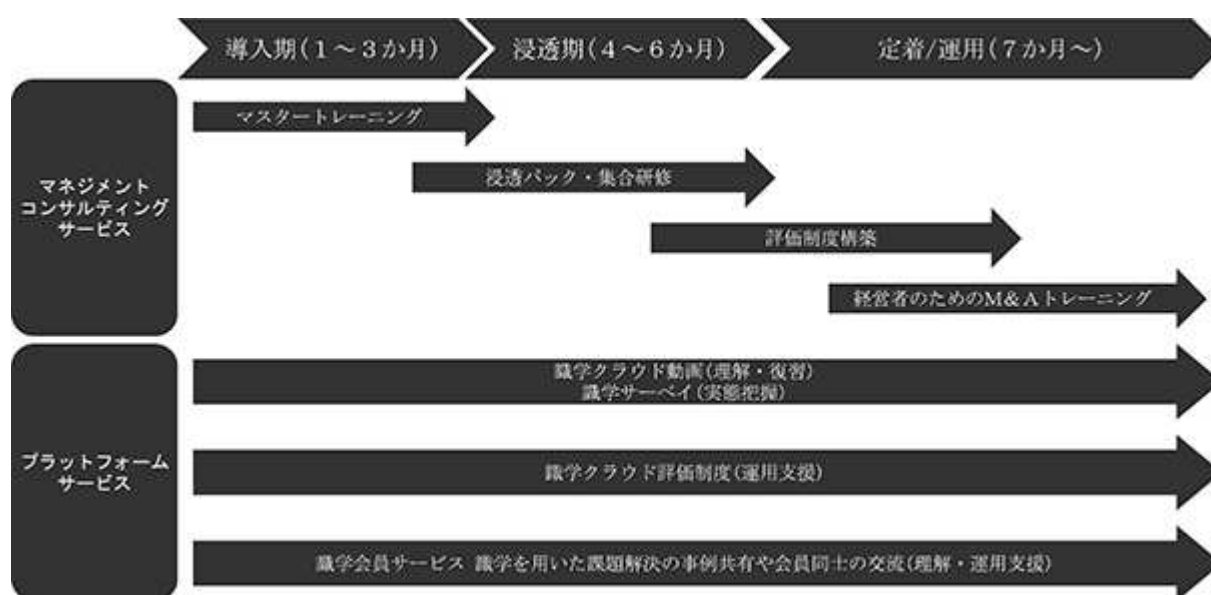 導入期(1～3か月)
浸透期(4～6か月)
定着/運用(7か月～)
マネジメント
コンサルティング
サービス
マスタートレーニング
浸透パック・集合研修
評価制度構築
経営者のためのM&Aトレーニング
プラットフォーム
サービス
識学クラウド動画(理解・復習)
識学サーベイ(実態把握)
識学クラウド評価制度(運用支援)
識学会員サービス 識学を用いた課題解決の事例共有や会員同士の交流(理解・運用支援)